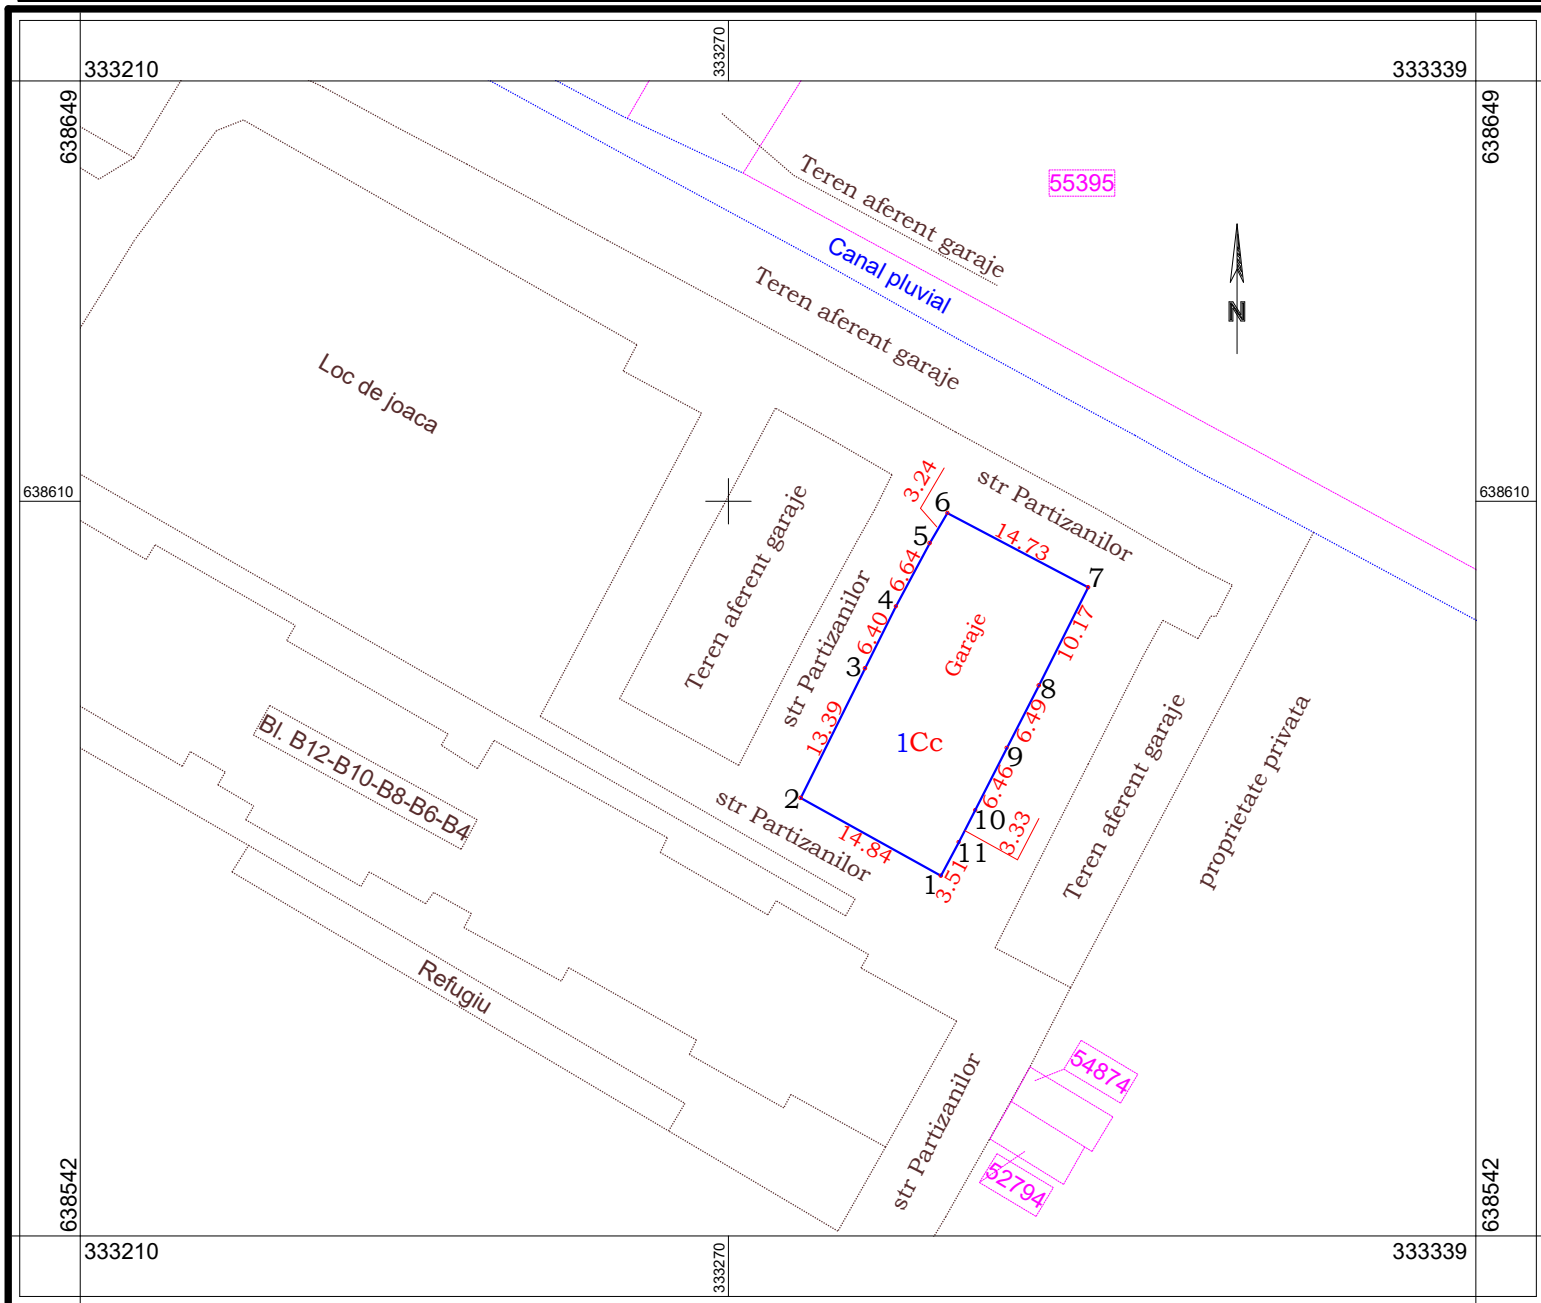 333270
333210
333339
638649
638649
Teren aferent garaje
55395
Canal pluvial
Teren aferent garaje
N
Loc de joaca
3.24
str Partizanilor
638610
638610
6
14.73
5
7
Teren aferent garaje
6.64
str Partizanilor
4
10.17
6.40
Garaje
3
8
13.39
6.49
Teren aferent garaje
proprietate privata
1Cc
9
Bl. B12-B10-B8-B6-B4
6.46
2
str Partizanilor
10
3.33
14.84
11
1
3.51
Refugiu
54874
str Partizanilor
52794
638542
638542
333210
333270
333339